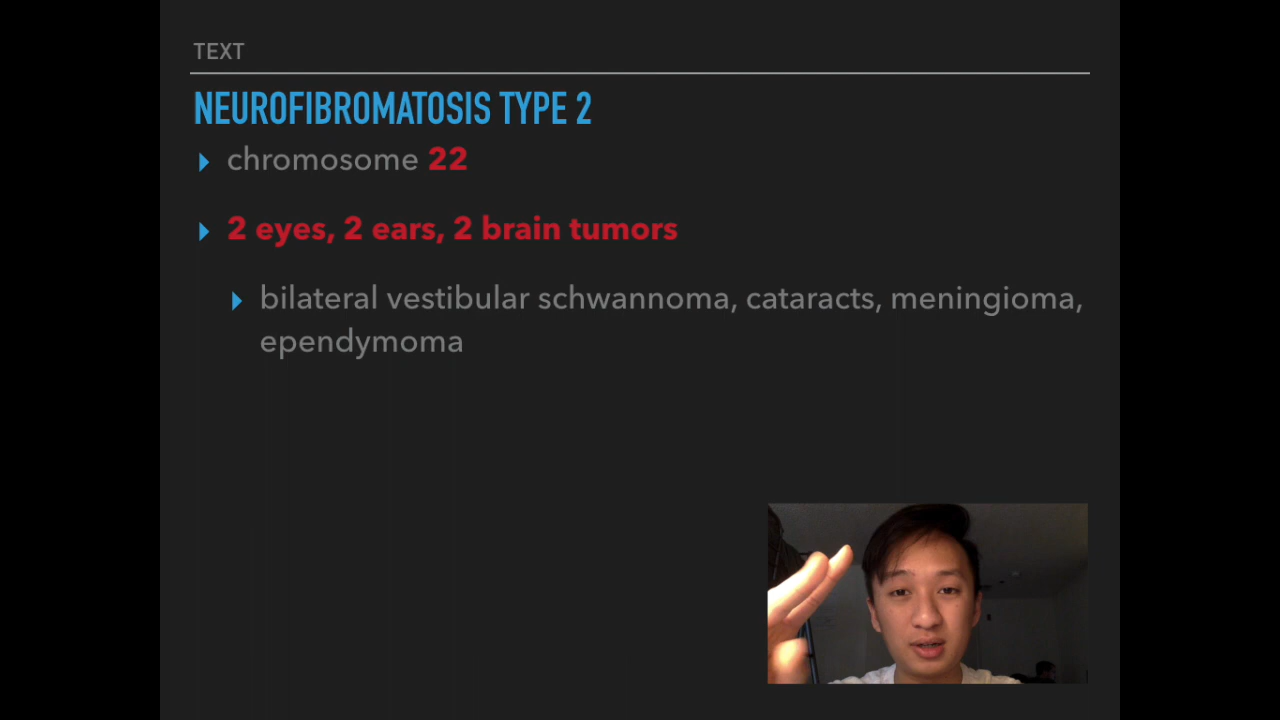 TEXT
NEUROFIBROMATOSIS TYPE 2
chromosome 22
2 eyes, 2 ears, 2 brain tumors
bilateral vestibular schwannoma, cataracts, meningioma,
ependymoma